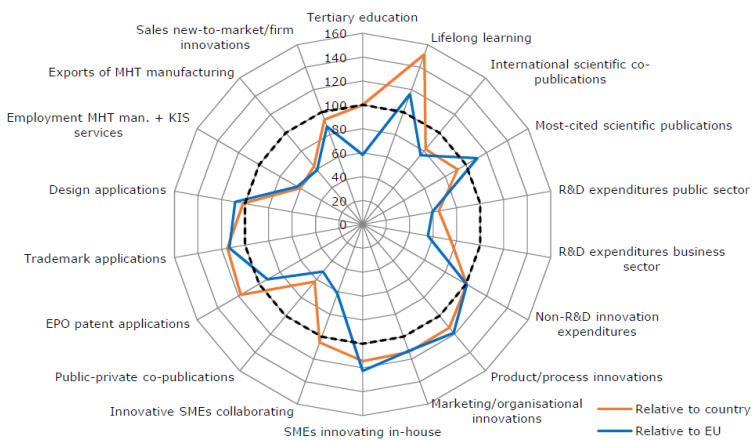 Tertiary education
Sales new-to-market/firm
innovations
Lifelong learning
Exports of MHT manufacturing
International scientific co-
publications
Employment MHT man. + KIS
services
Most-cited scientific publications
Design applications
R&D expenditures public sector
Trademark applications
R&D expenditures business
sector
EPO patent applications
Non-R&D innovation
expenditures
Public-private co-publications
Product/process innovations
Innovative SMEs collaborating
Marketing/organisational
innovations
SMEs innovating in-house
160
140
120
100
80
60
40
20
0
Relative to country
Relative to EU